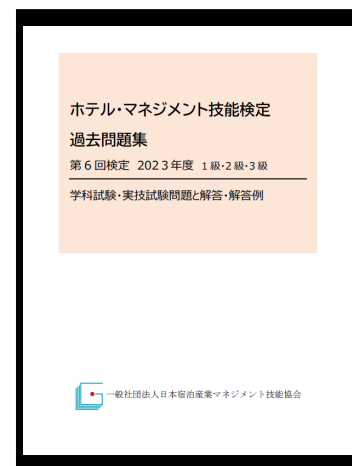 ホテル・マネジメント技能検定
過去問題集
第6回検定 2023年度 1級・2級・3級
学科試験・実技試験問題と解答・解答例
一般社団法人日本宿泊産業マネジメント技能協会